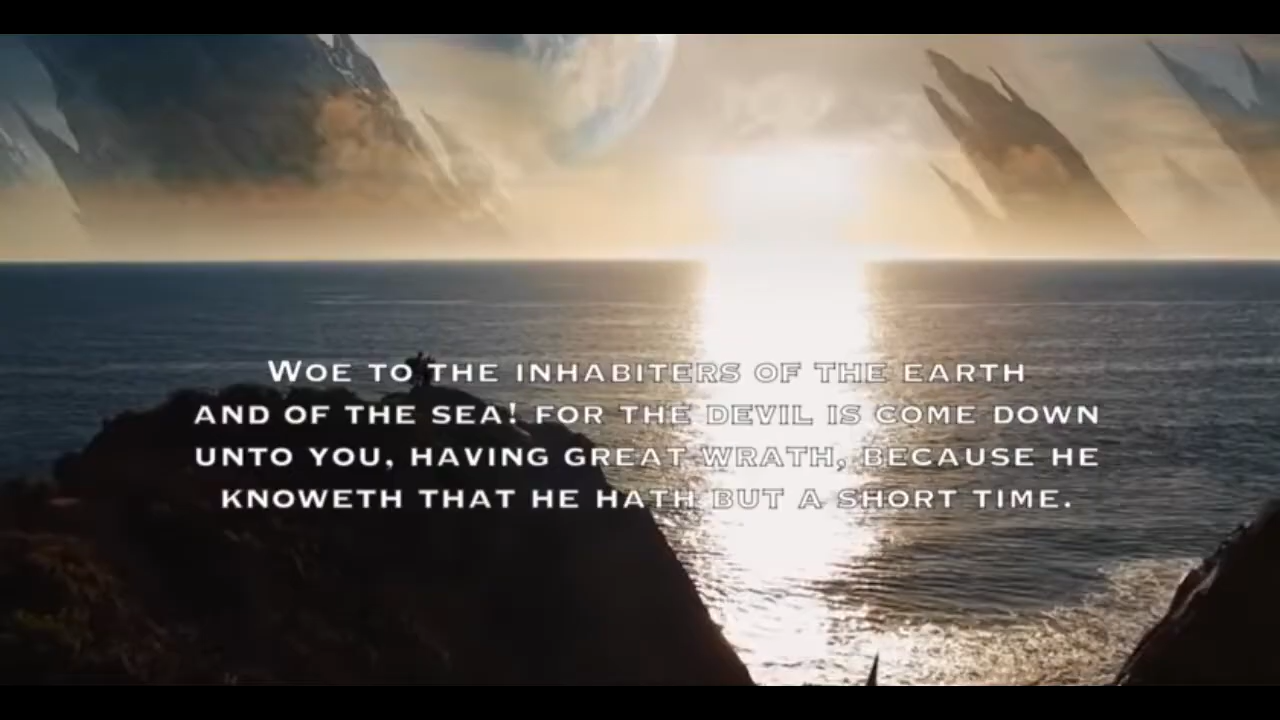 Woe to the inhabiters of the earth
and of the sea! for the devil is come down
unto you, having great wrath, because he
knoweth that he hath but a short time.